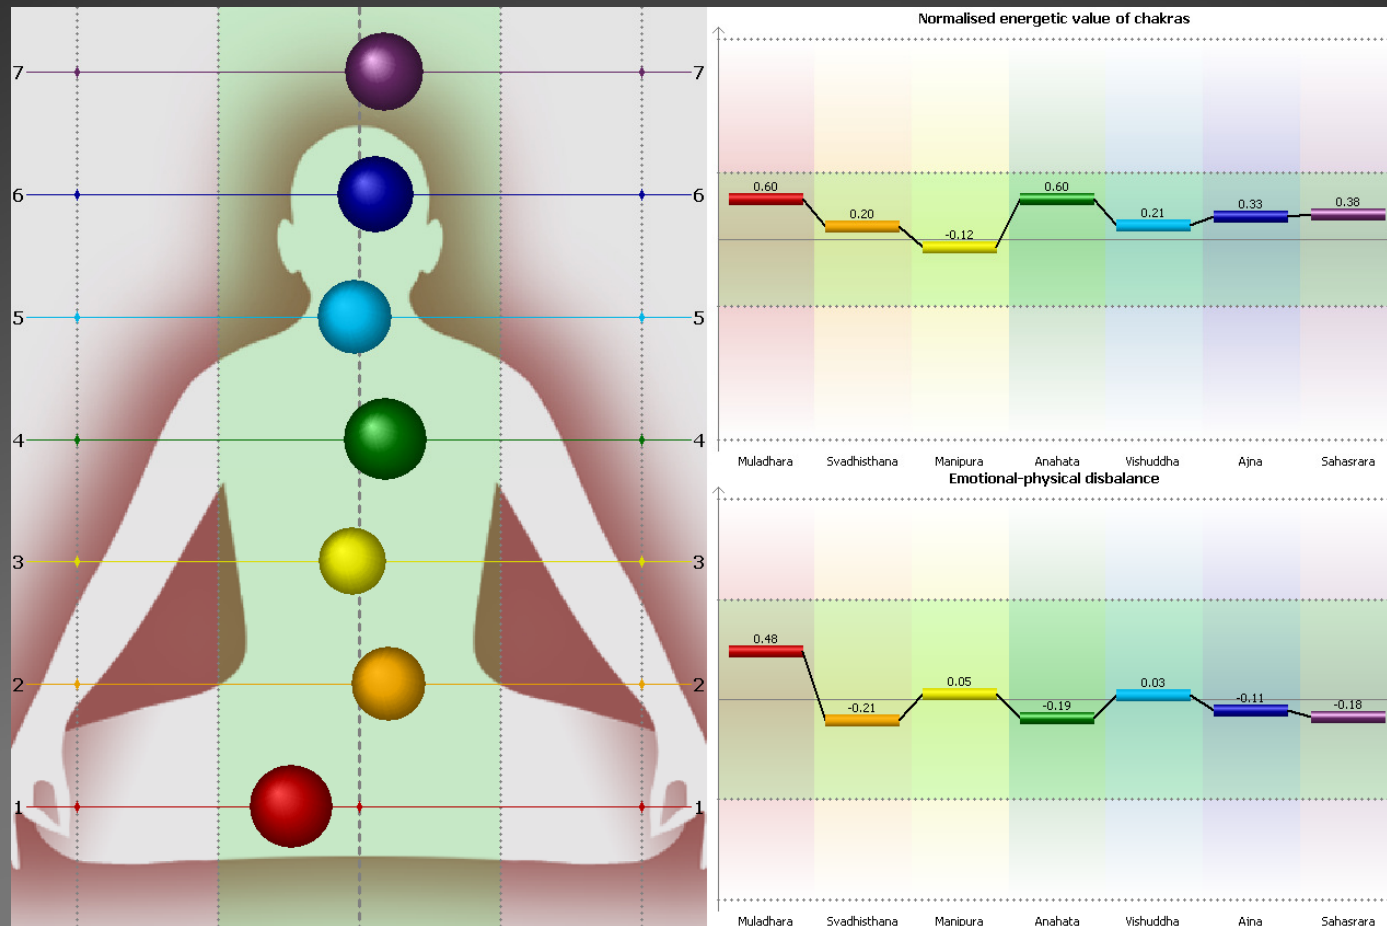 7 7
6 6
5 5
4 4
3 3
2 2
1 1
Normalised energetic value of chakras
0.60 0.20 -0.12 0.60 0.21 0.33 0.38
Muladhara Svadhisthana Manipura Anahata Vishuddha Ajna Sahasrara
Emotional-physical disbalance
0.48 -0.21 0.05 -0.19 0.03 -0.11 -0.18
Muladhara Svadhisthana Manipura Anahata Vishuddha Ajna Sahasrara